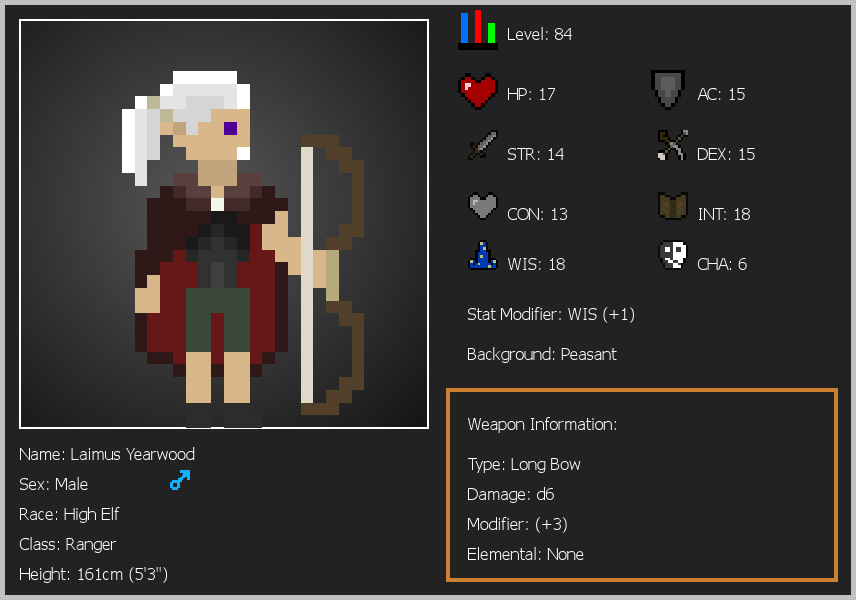 Level: 84
HP: 17
AC: 15
STR: 14
DEX: 15
CON: 13
INT: 18
WIS: 18
CHA: 6
Stat Modifier: WIS (+1)
Background: Peasant
Weapon Information:
Type: Long Bow
Damage: d6
Modifier: (+3)
Elemental: None
Name: Laimus Yearwood
Sex: Male
Race: High Elf
Class: Ranger
Height: 161cm (5'3")